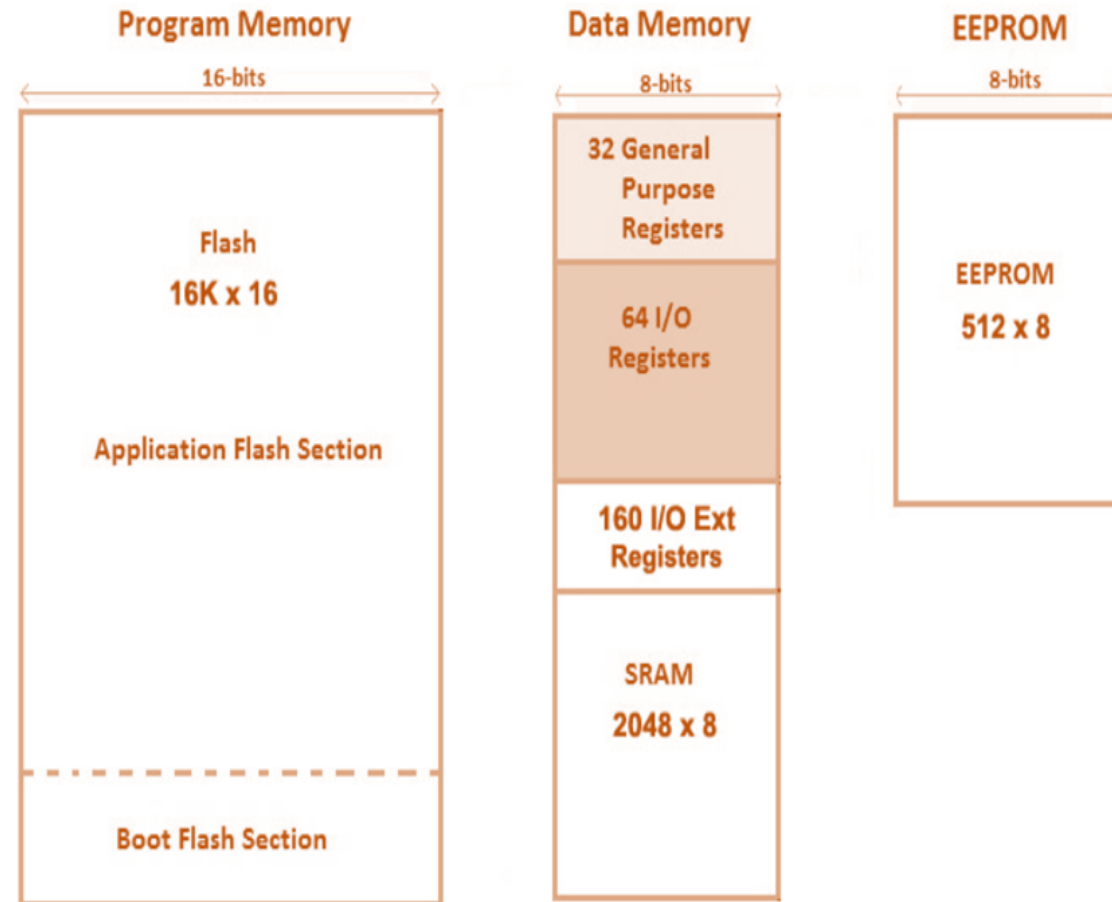 Program Memory
16-bits
Flash
16K x 16
Application Flash Section
Boot Flash Section
Data Memory
8-bits
32 General
Purpose
Registers
64 I/O
Registers
160 I/O Ext
Registers
SRAM
2048 x 8
EEPROM
8-bits
EEPROM
512 x 8